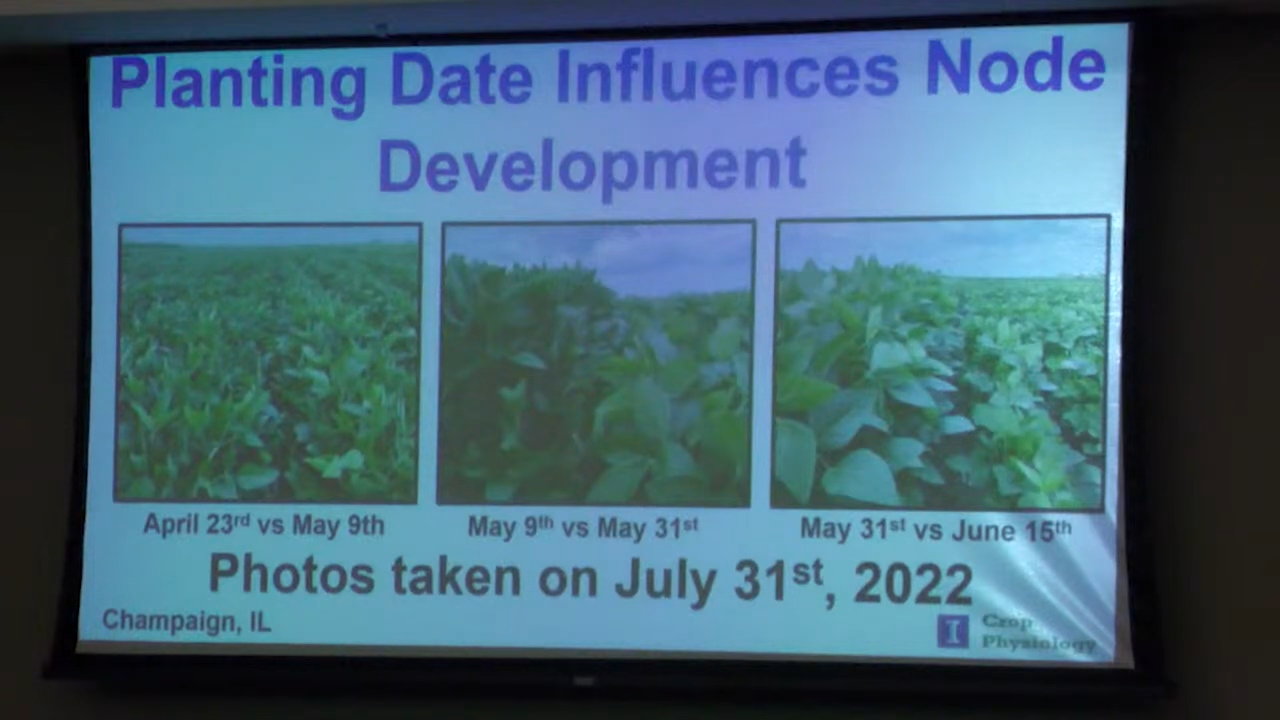 Planting Date Influences Node
Development
April 23rd vs May 9th
May 9th vs May 31st
May 31st vs June 15th
Photos taken on July 31st, 2022
Champaign, IL
I
Crop
Physiology